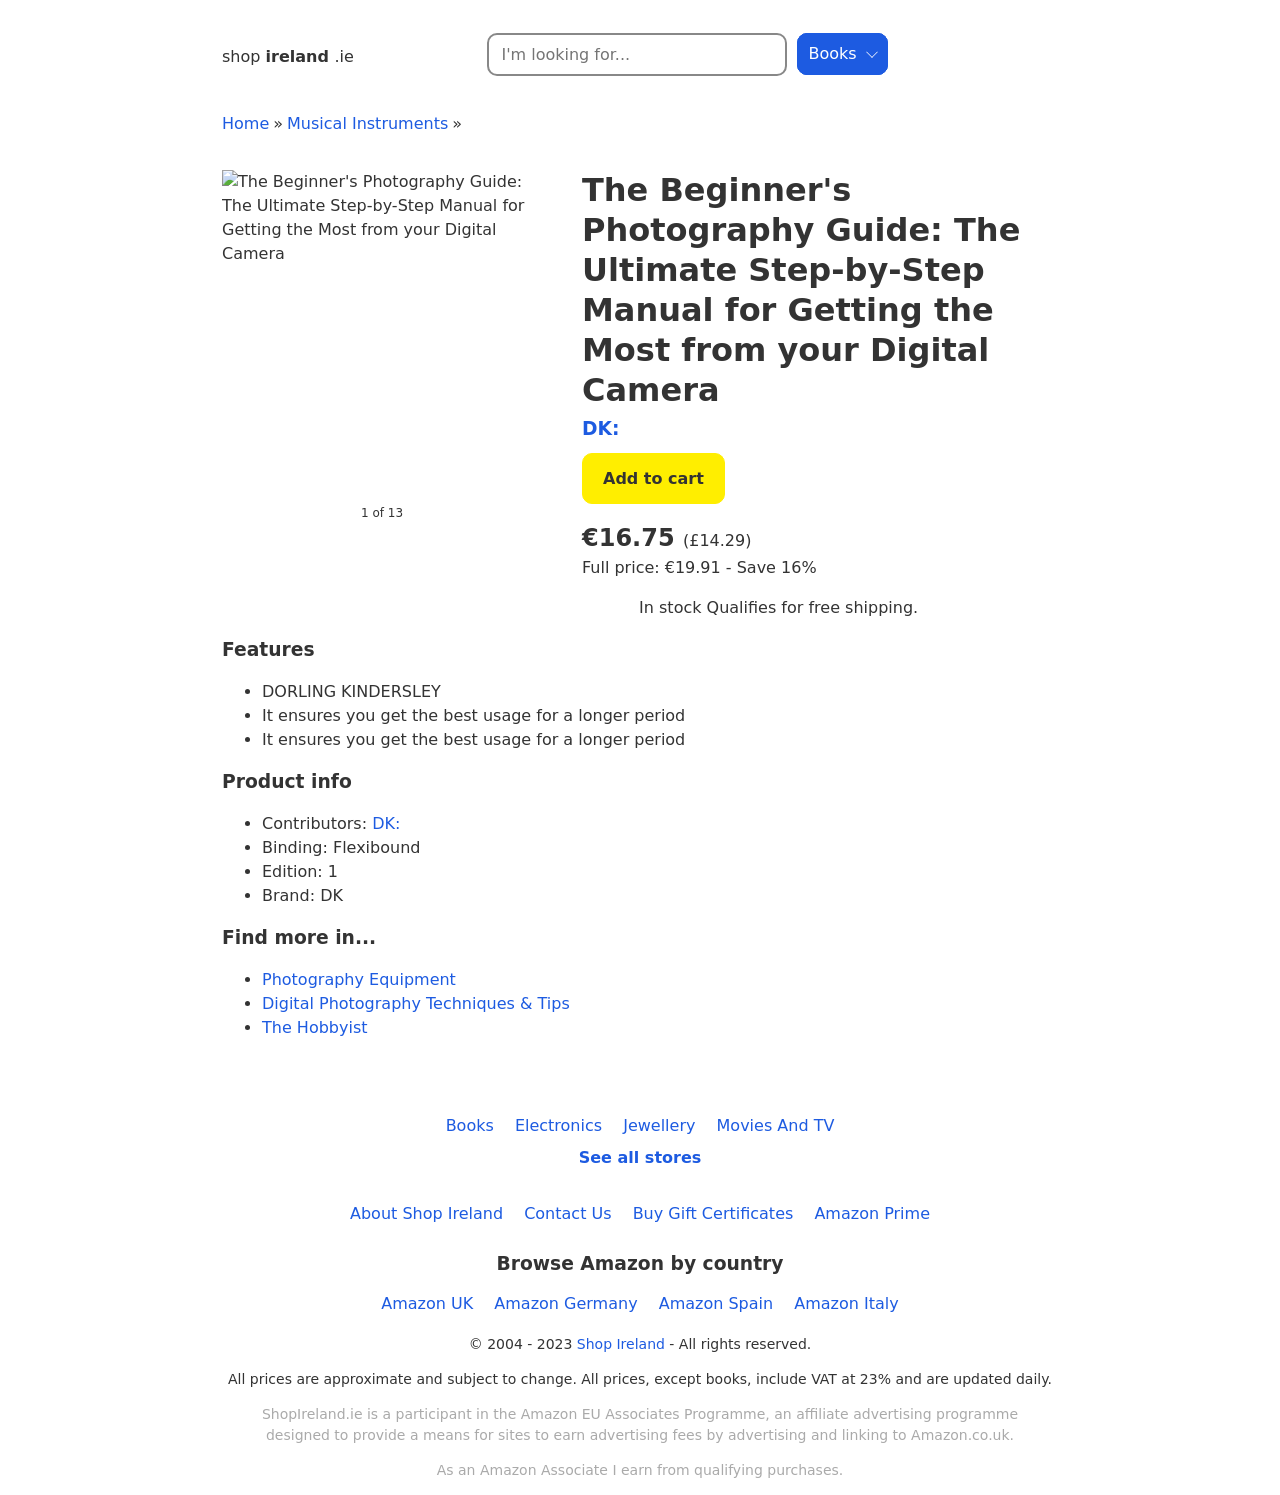 shop ireland .ie
I'm looking for...
Books
Home » Musical Instruments »
The Beginner's Photography Guide:
The Ultimate Step-by-Step Manual for
Getting the Most from your Digital
Camera
1 of 13
The Beginner's
Photography Guide: The
Ultimate Step-by-Step
Manual for Getting the
Most from your Digital
Camera
DK:
Add to cart
€16.75 (£14.29)
Full price: €19.91 - Save 16%
In stock Qualifies for free shipping.
Features
DORLING KINDERSLEY
It ensures you get the best usage for a longer period
It ensures you get the best usage for a longer period
Product info
Contributors: DK:
Binding: Flexibound
Edition: 1
Brand: DK
Find more in...
Photography Equipment
Digital Photography Techniques & Tips
The Hobbyist
Books Electronics Jewellery Movies And TV
See all stores
About Shop Ireland Contact Us Buy Gift Certificates Amazon Prime
Browse Amazon by country
Amazon UK Amazon Germany Amazon Spain Amazon Italy
© 2004 - 2023 Shop Ireland - All rights reserved.
All prices are approximate and subject to change. All prices, except books, include VAT at 23% and are updated daily.
ShopIreland.ie is a participant in the Amazon EU Associates Programme, an affiliate advertising programme
designed to provide a means for sites to earn advertising fees by advertising and linking to Amazon.co.uk.
As an Amazon Associate I earn from qualifying purchases.